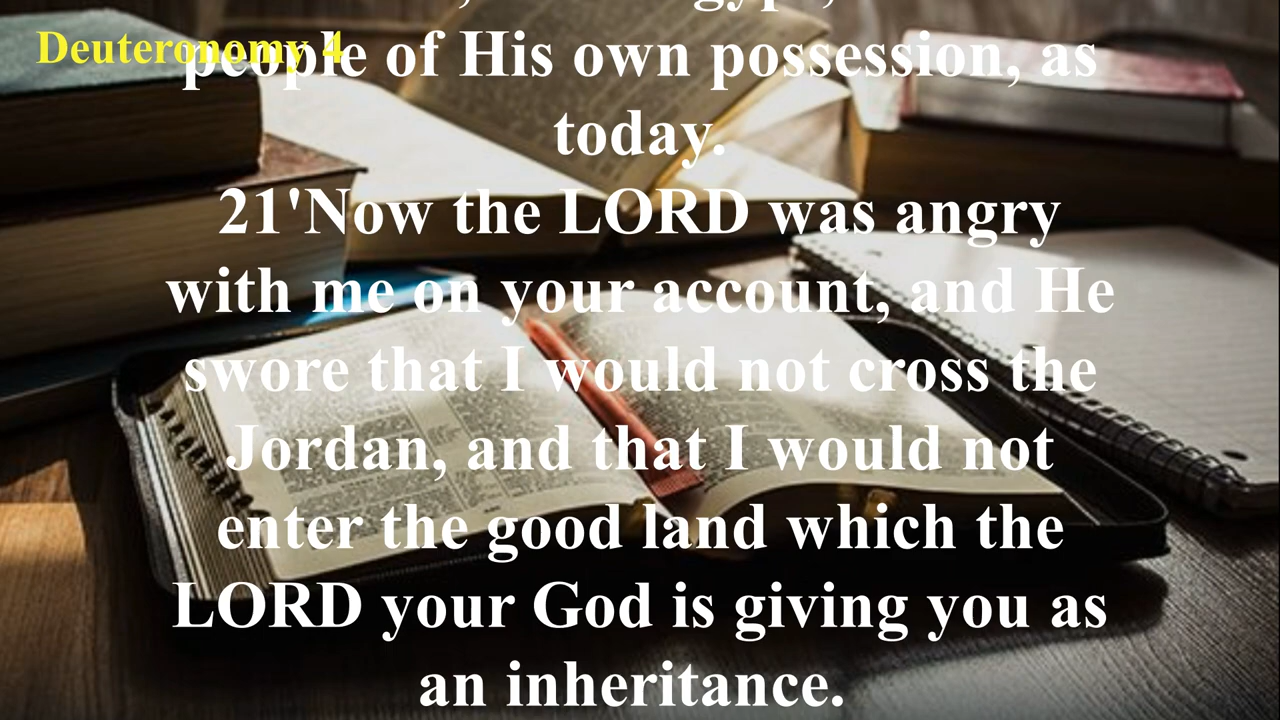 Deuteronomy 4
people of His own possession, as
today.
21'Now the LORD was angry
with me on your account, and He
swore that I would not cross the
Jordan, and that I would not
enter the good land which the
LORD your God is giving you as
an inheritance.